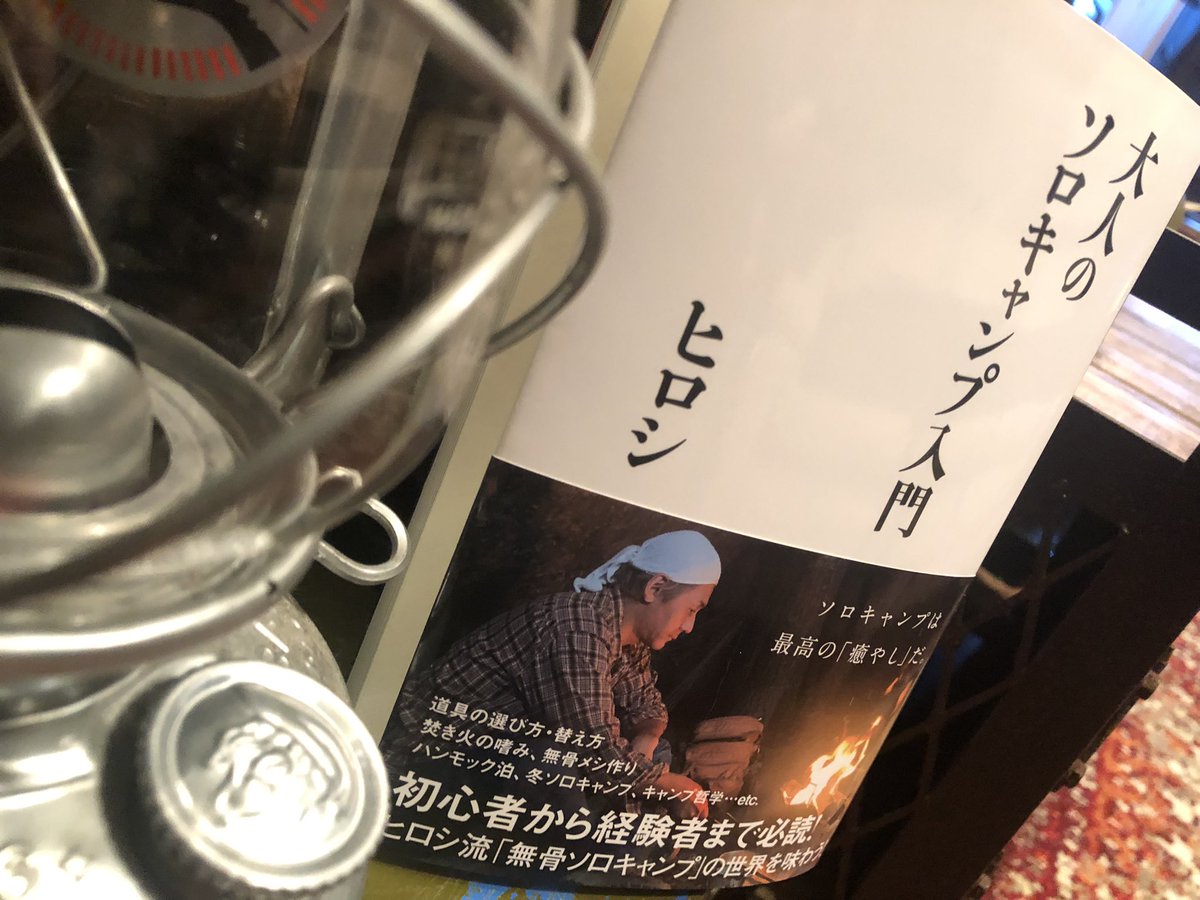 大人の
ソロキャンプ入門
ヒロシ
ソロキャンプは
最高の「癒やし」だ。
道具の選び方・替え方
焚き火の嗜み、無骨メシ作り
ハンモック泊、冬ソロキャンプ、キャンプ哲学…etc.
初心者から経験者まで必読!
ヒロシ流「無骨ソロキャンプ」の世界を味わう